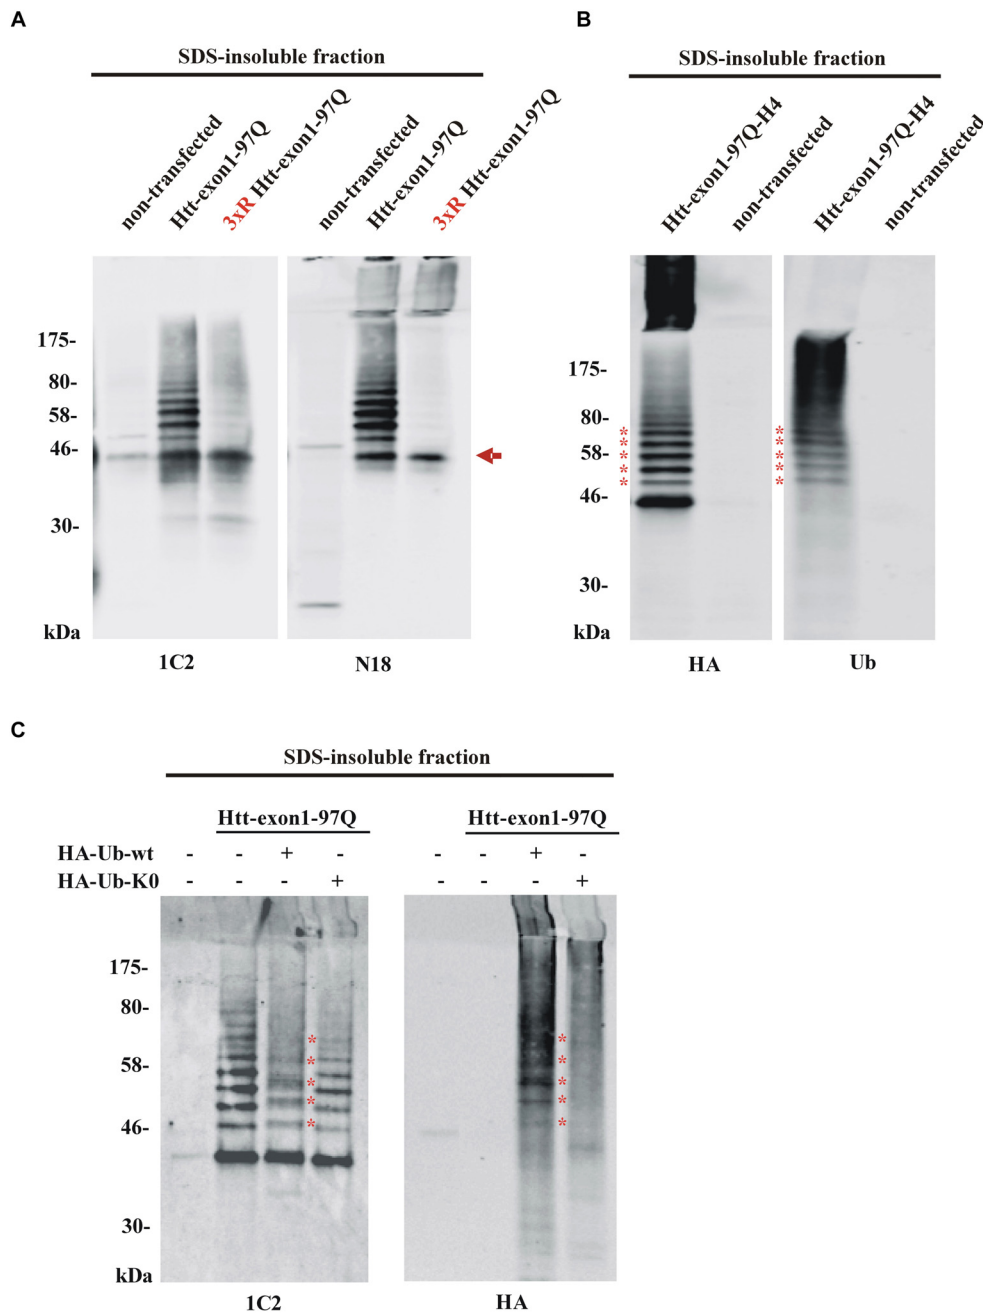 A
SDS-insoluble fraction
non-transfected
Htt-exon1-97Q
3xR Htt-exon1-97Q
non-transfected
Htt-exon1-97Q
3xR Htt-exon1-97Q
175-
80-
58-
46-
30-
kDa
1C2
N18
B
SDS-insoluble fraction
Htt-exon1-97Q-H4
non-transfected
Htt-exon1-97Q-H4
non-transfected
175-
80-
*
*
*
58-
*
*
*
*
*
*
46-
*
30-
kDa
HA
Ub
C
SDS-insoluble fraction
Htt-exon1-97Q
Htt-exon1-97Q
HA-Ub-wt - - + - - - + -
HA-Ub-K0 - - - + - - - +
175-
80-
* *
58- * *
* *
* *
46- * *
30-
kDa
1C2
HA